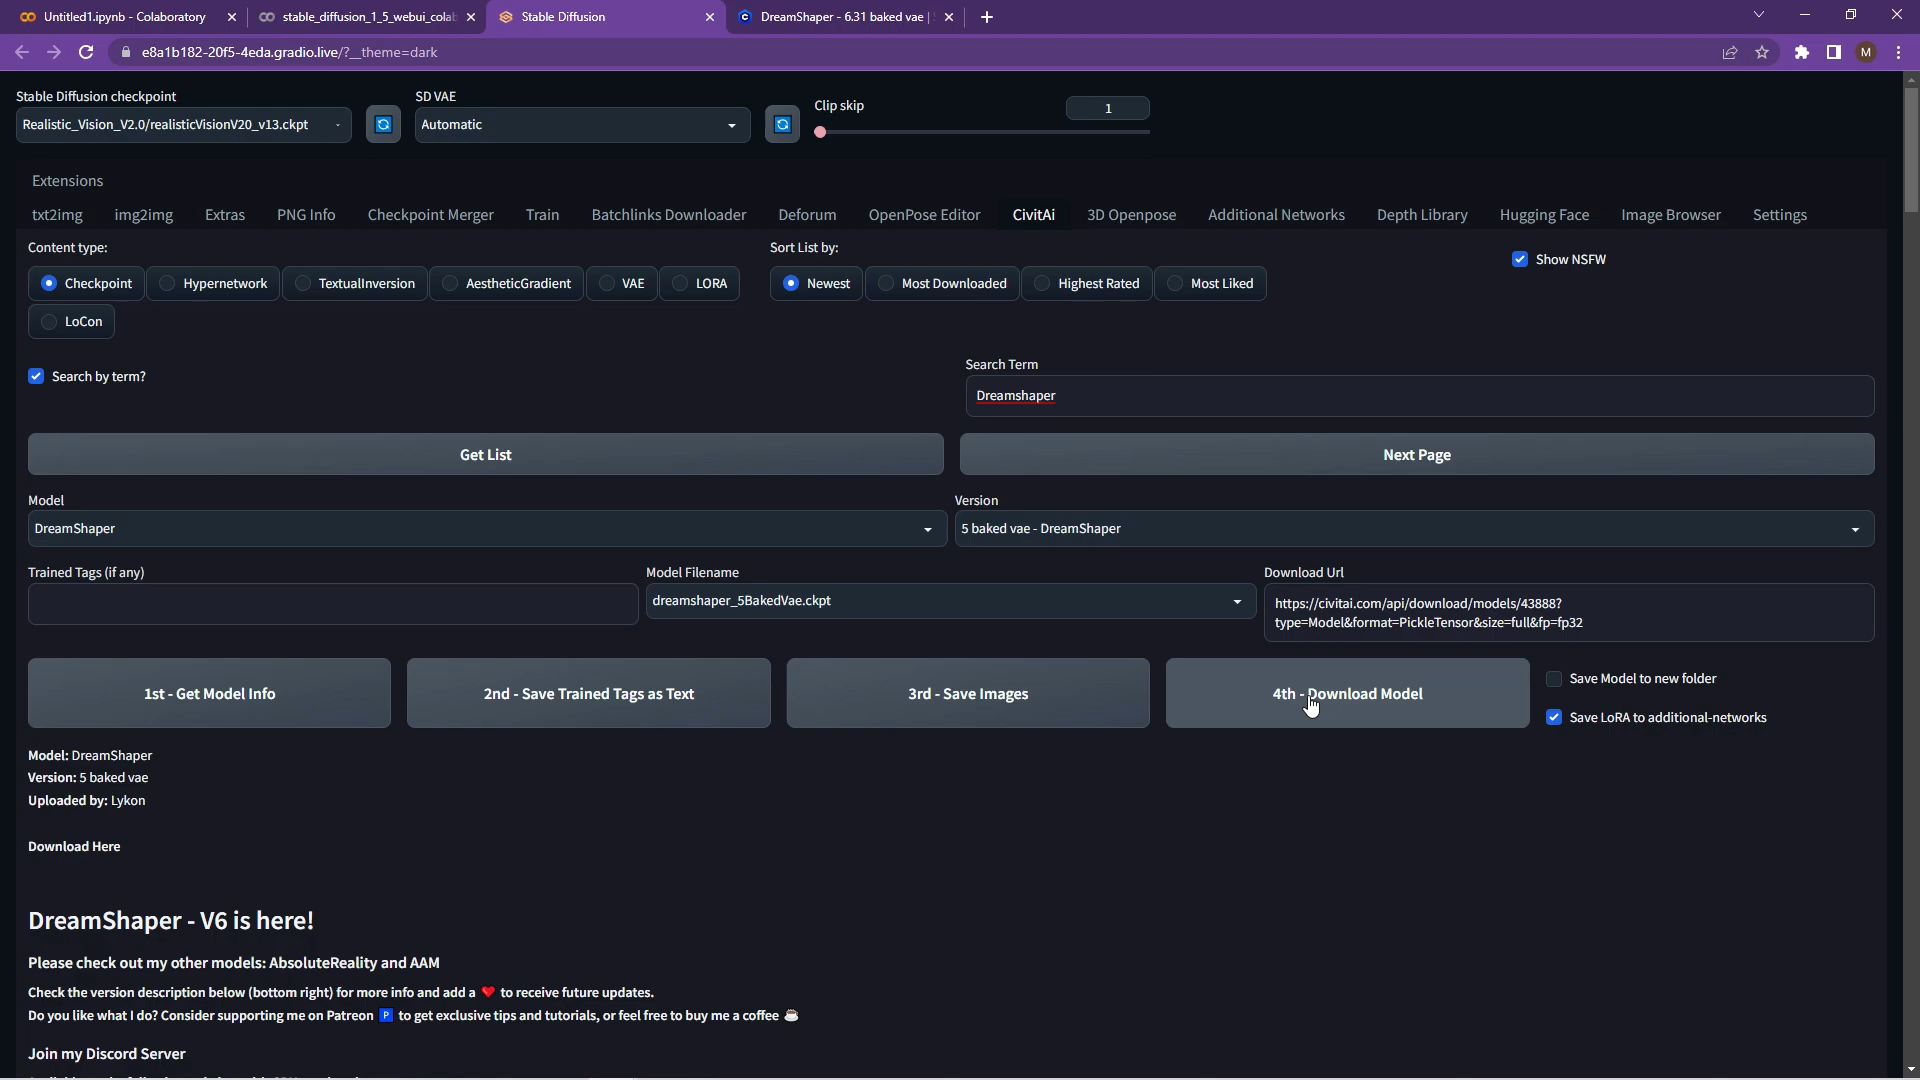 Untitled1.ipynb - Colaboratory
stable_diffusion_1_5_webui_colab
Stable Diffusion
DreamShaper - 6.31 baked vae |
e8a1b182-20f5-4eda.gradio.live/?__theme=dark
M
Stable Diffusion checkpoint
Realistic_Vision_V2.0/realisticVisionV20_v13.ckpt
SD VAE
Automatic
Clip skip
1
Extensions
txt2img img2img Extras PNG Info Checkpoint Merger Train Batchlinks Downloader Deforum OpenPose Editor CivitAi 3D Openpose Additional Networks Depth Library Hugging Face Image Browser Settings
Content type:
Checkpoint Hypernetwork TextualInversion AestheticGradient VAE LORA
LoCon
Sort List by:
Newest Most Downloaded Highest Rated Most Liked
Show NSFW
Search by term?
Search Term
Dreamshaper
Get List
Next Page
Model
DreamShaper
Version
5 baked vae - DreamShaper
Trained Tags (if any)
Model Filename
dreamshaper_5BakedVae.ckpt
Download Url
https://civitai.com/api/download/models/43888?
type=Model&format=PickleTensor&size=full&fp=fp32
1st - Get Model Info
2nd - Save Trained Tags as Text
3rd - Save Images
4th - Download Model
Save Model to new folder
Save LoRA to additional-networks
Model: DreamShaper
Version: 5 baked vae
Uploaded by: Lykon
Download Here
DreamShaper - V6 is here!
Please check out my other models: AbsoluteReality and AAM
Check the version description below (bottom right) for more info and add a ❤️ to receive future updates.
Do you like what I do? Consider supporting me on Patreon 🅿️ to get exclusive tips and tutorials, or feel free to buy me a coffee ☕
Join my Discord Server